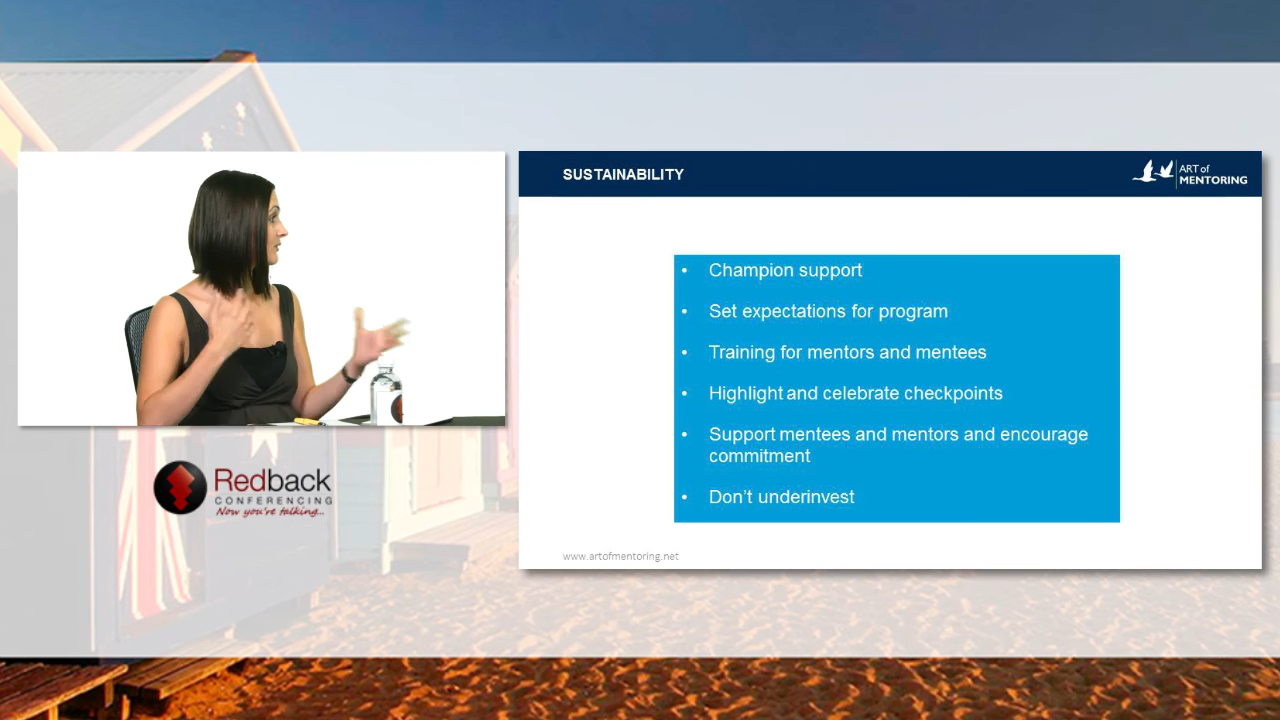 SUSTAINABILITY
ART of
MENTORING
• Champion support
• Set expectations for program
• Training for mentors and mentees
• Highlight and celebrate checkpoints
• Support mentees and mentors and encourage
commitment
• Don’t underinvest
www.artofmentoring.net
Redback
CONFERENCING
Now you're talking...